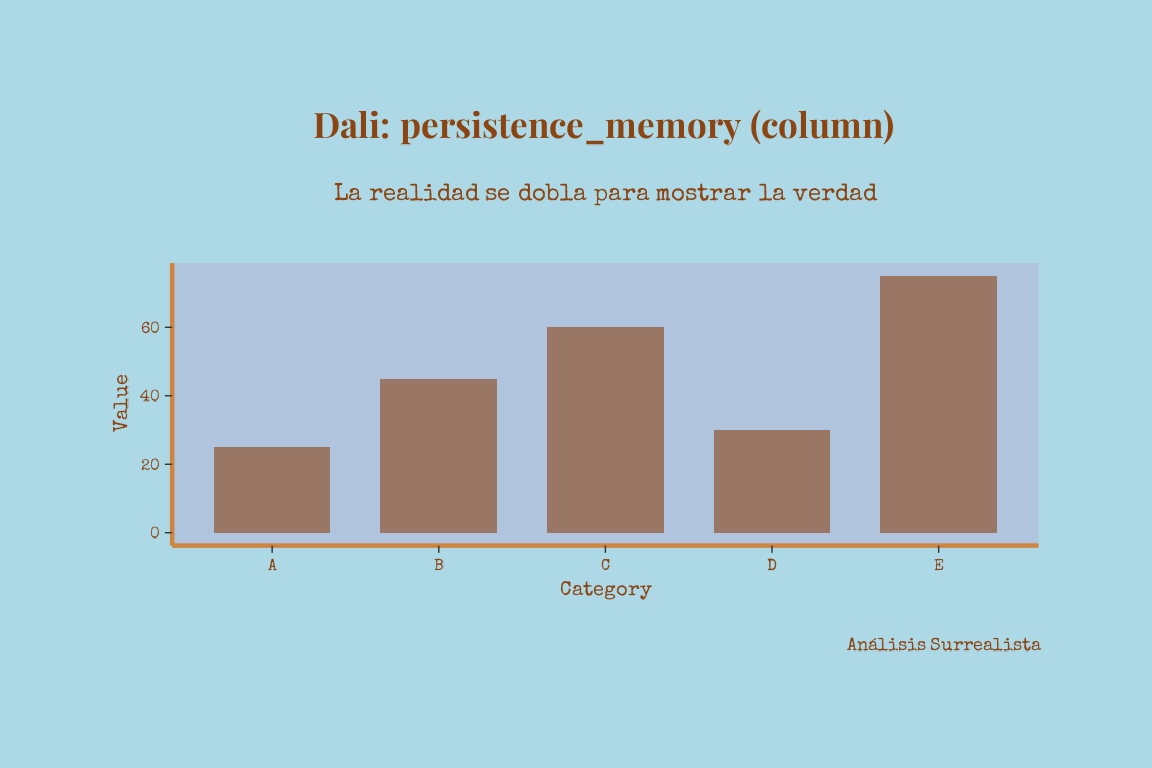 Dali: persistence_memory (column)
La realidad se dobla para mostrar la verdad
60
40
20
0
Value
A B C D E
Category
Análisis Surrealista